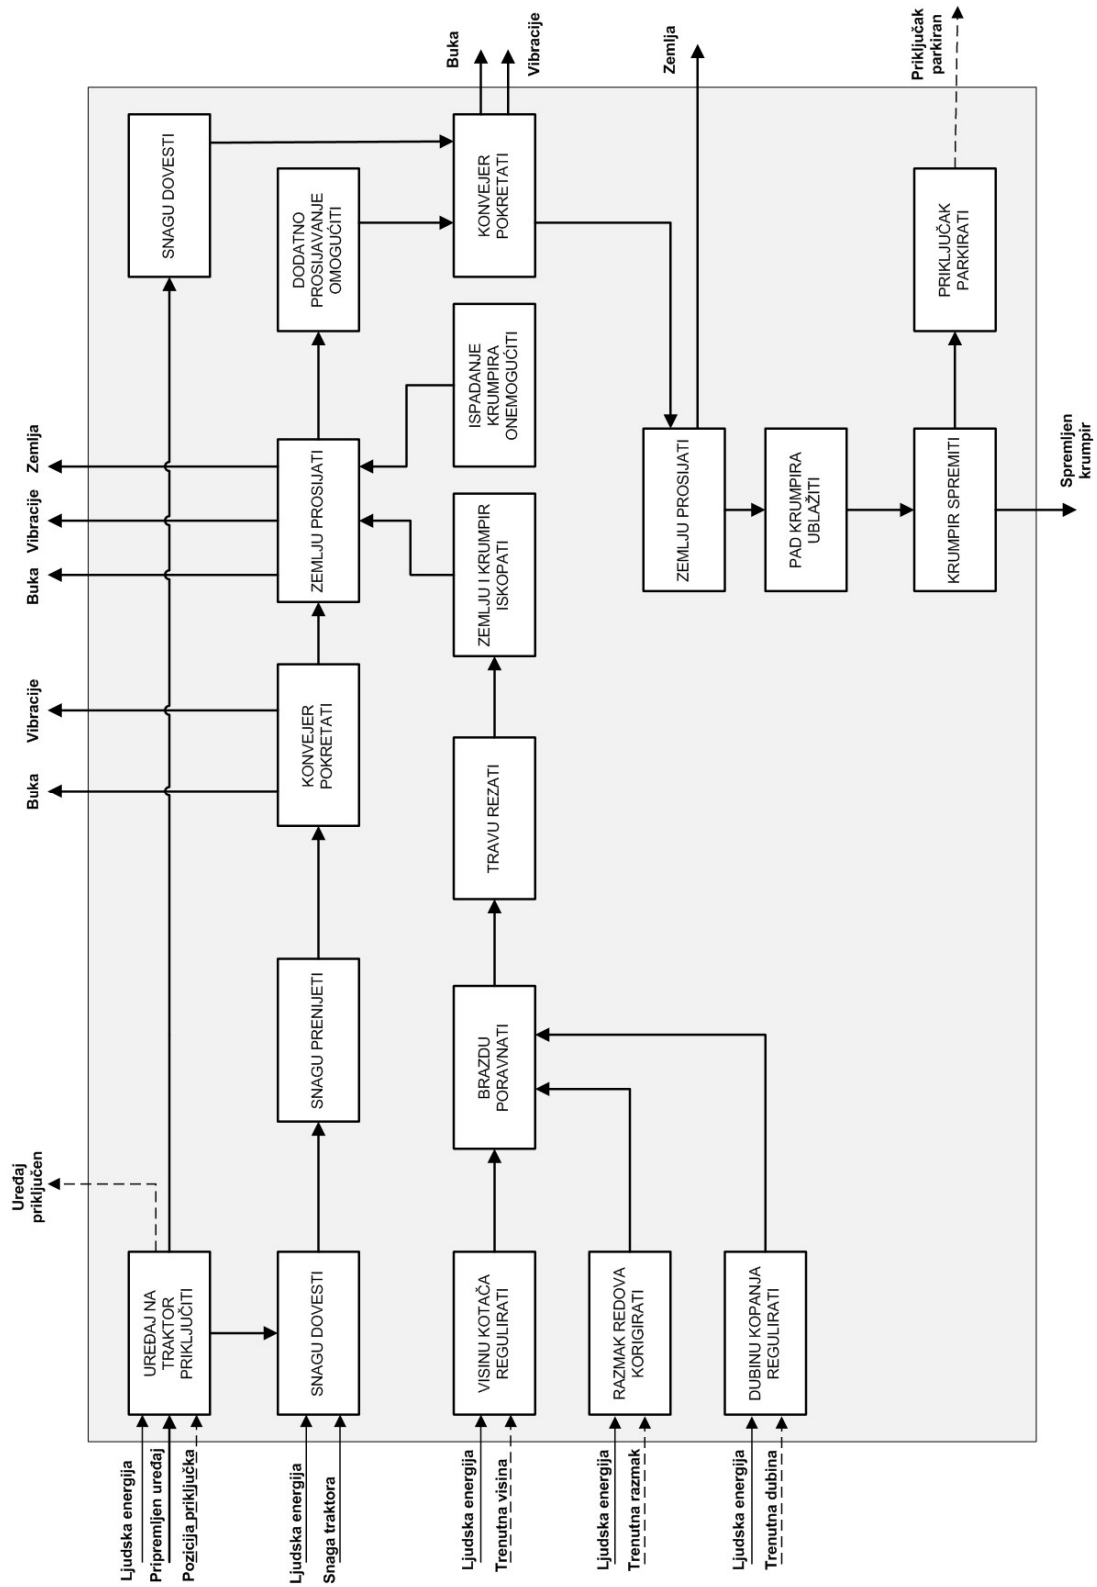 Uređaj
priključen
Buka
Vibracije
Buka
Vibracije
Zemlja
Ljudska energija
Pripremljen uređaj
Pozicija priključka
UREĐAJ NA
TRAKTOR
PRIKLJUČITI
SNAGU DOVESTI
Buka
Vibracije
Ljudska energija
Snaga traktora
SNAGU DOVESTI
SNAGU PRENIJETI
KONVEJER
POKRETATI
ZEMLJU PROSIJATI
DODATNO
PROSIJAVANJE
OMOGUĆITI
Ljudska energija
Trenutna visina
VISINU KOTAČA
REGULIRATI
BRAZDU
PORAVNATI
TRAVU REZATI
ZEMLJU I KRUMPIR
ISKOPATI
ISPADANJE
KRUMPIRA
ONEMOGUĆITI
KONVEJER
POKRETATI
Ljudska energija
Trenutni razmak
RAZMAK REDOVA
KORIGIRATI
ZEMLJU PROSIJATI
Zemlja
Ljudska energija
Trenutna dubina
DUBINU KOPANJA
REGULIRATI
PAD KRUMPIRA
UBLAŽITI
KRUMPIR SPREMITI
PRIKLJUČAK
PARKIRATI
Priključak
parkiran
Spremljen
krumpir